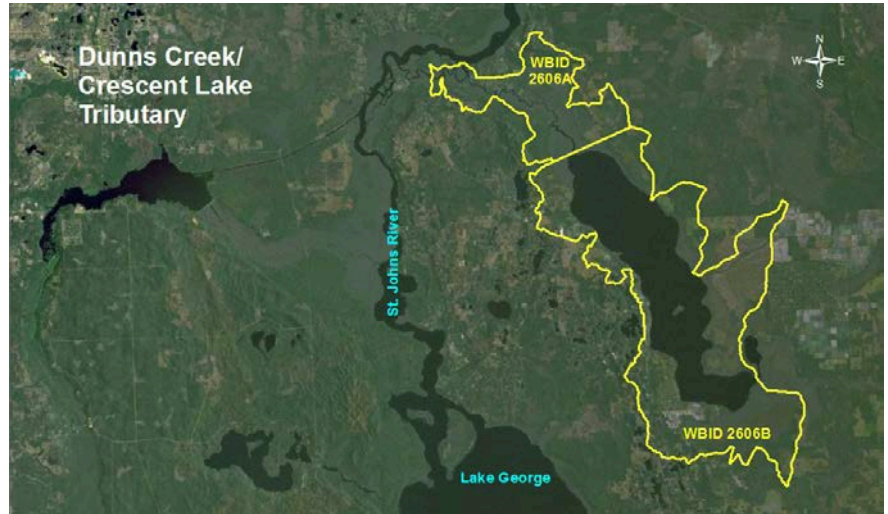 Dunns Creek/
Crescent Lake
Tributary
WBID
2606A
N
W E
S
St. Johns River
WBID 2606B
Lake George